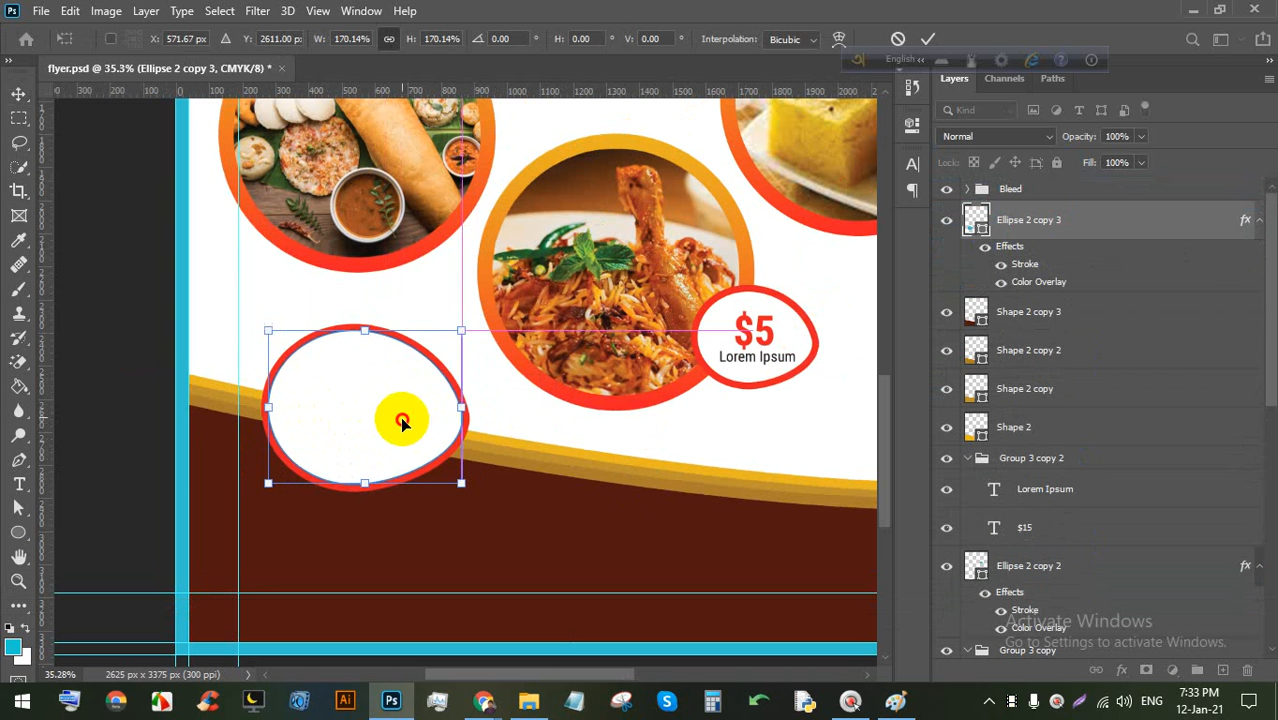 Ps File Edit Image Layer Type Select Filter 3D View Window Help
X: 571.67 px Y: 2611.00 px W: 170.14% H: 170.14% 0.00 ° H: 0.00 ° V: 0.00 ° Interpolation: Bicubic
English
flyer.psd @ 35.3% (Ellipse 2 copy 3, CMYK/8) * ×
Layers Channels Paths
Kind
Normal Opacity: 100%
Lock: Fill: 100%
Bleed
Ellipse 2 copy 3 fx
Effects
Stroke
Color Overlay
Shape 2 copy 3
Shape 2 copy 2
Shape 2 copy
Shape 2
Group 3 copy 2
Lorem Ipsum
$15
Ellipse 2 copy 2 fx
Effects
Stroke
Color Overlay
Group 3 copy
$5
Lorem Ipsum
Activate Windows
Go to Settings to activate Windows.
35.28% 2625 px x 3375 px (300 ppi)
ENG
7:33 PM
12-Jan-21